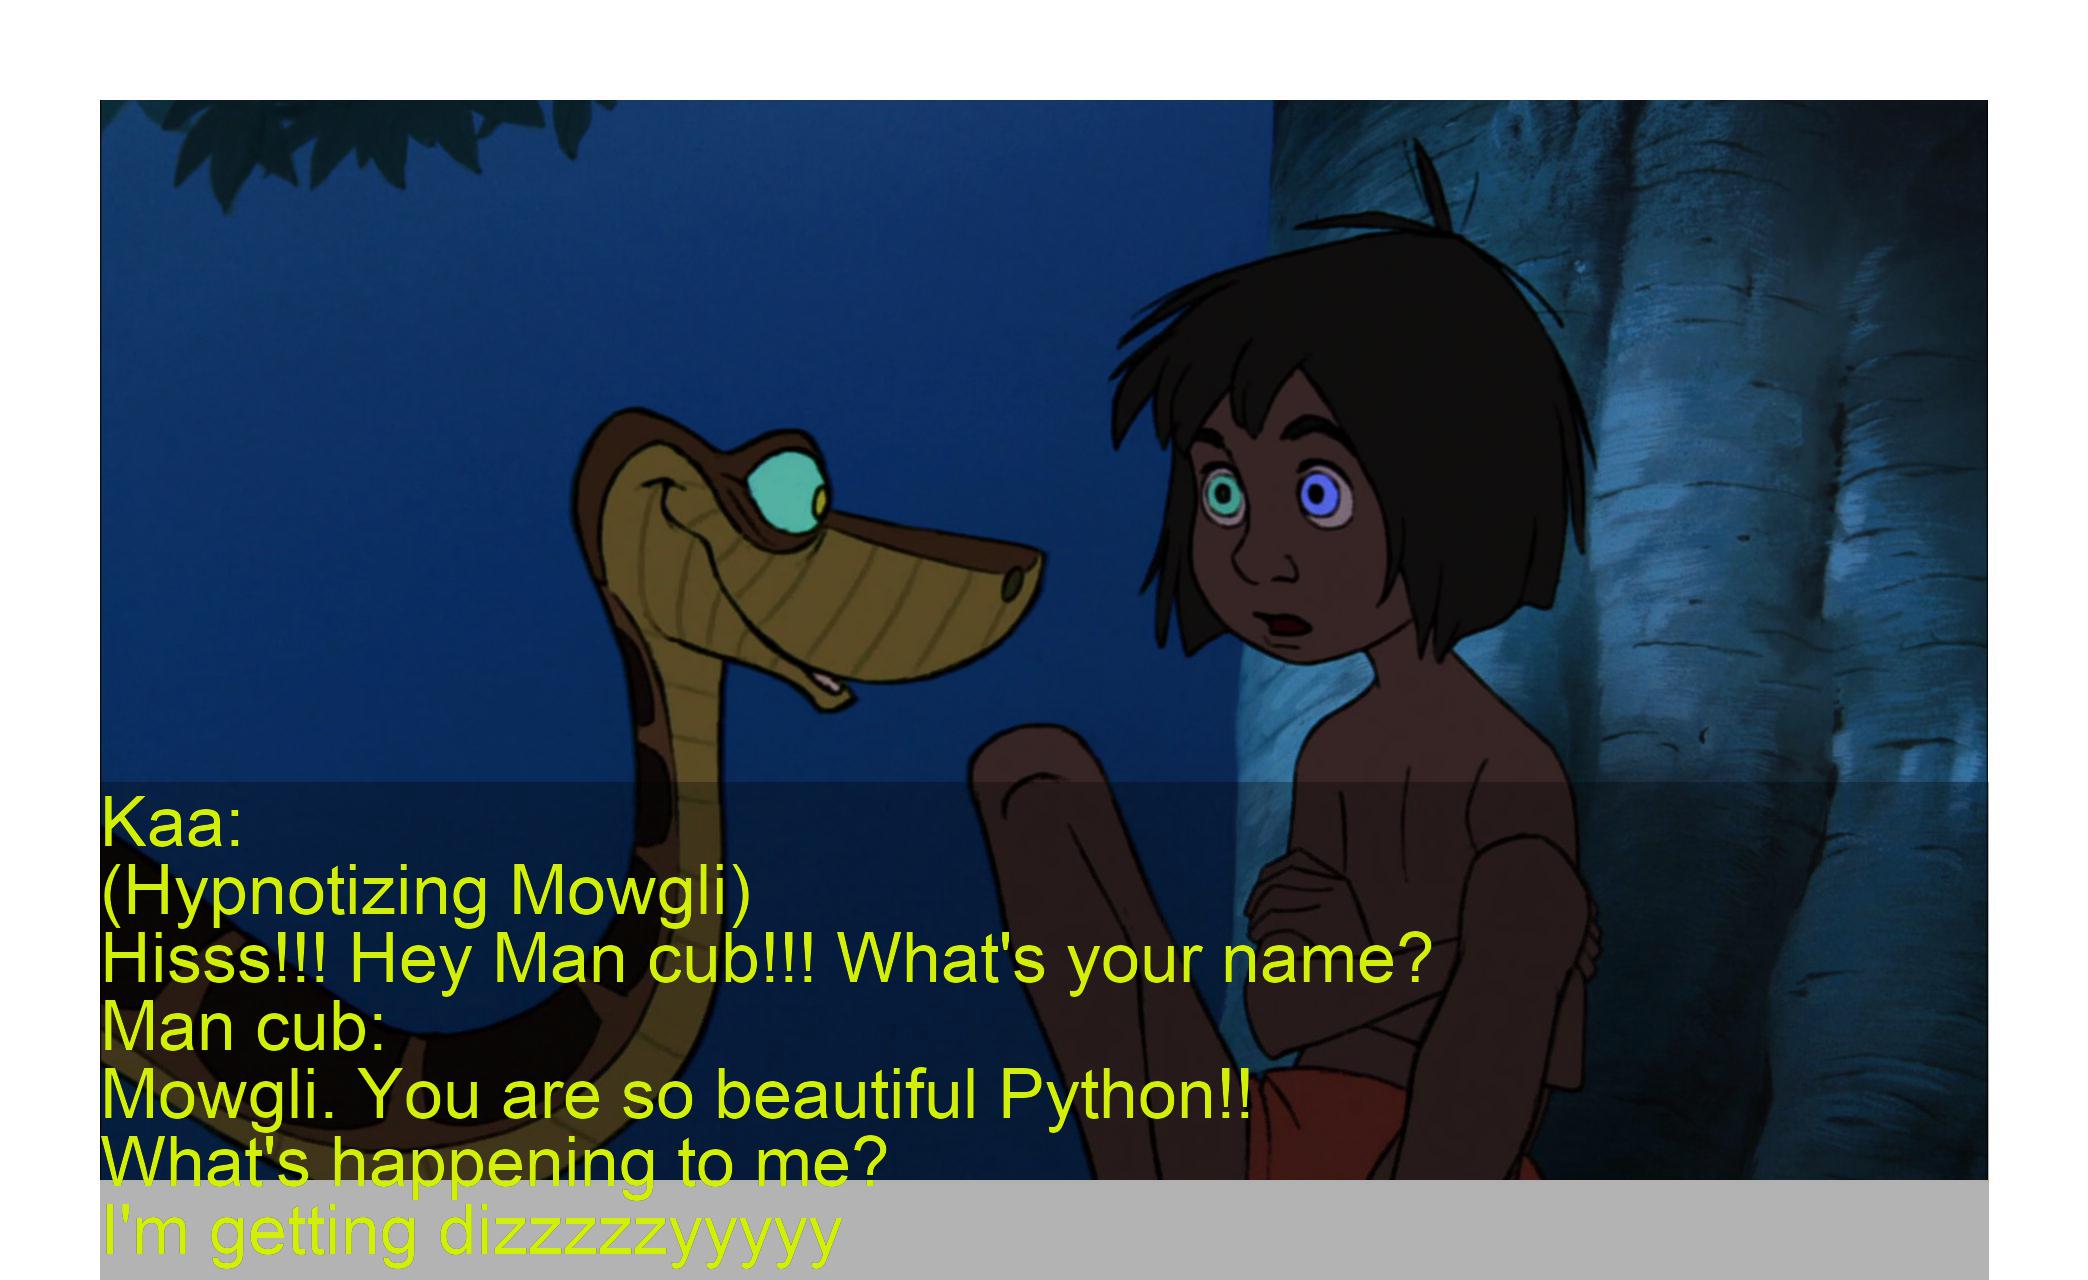 Kaa:
(Hypnotizing Mowgli)
Hisss!!! Hey Man cub!!! What's your name?
Man cub:
Mowgli. You are so beautiful Python!!
What's happening to me?
I'm getting dizzzzzyyyyy